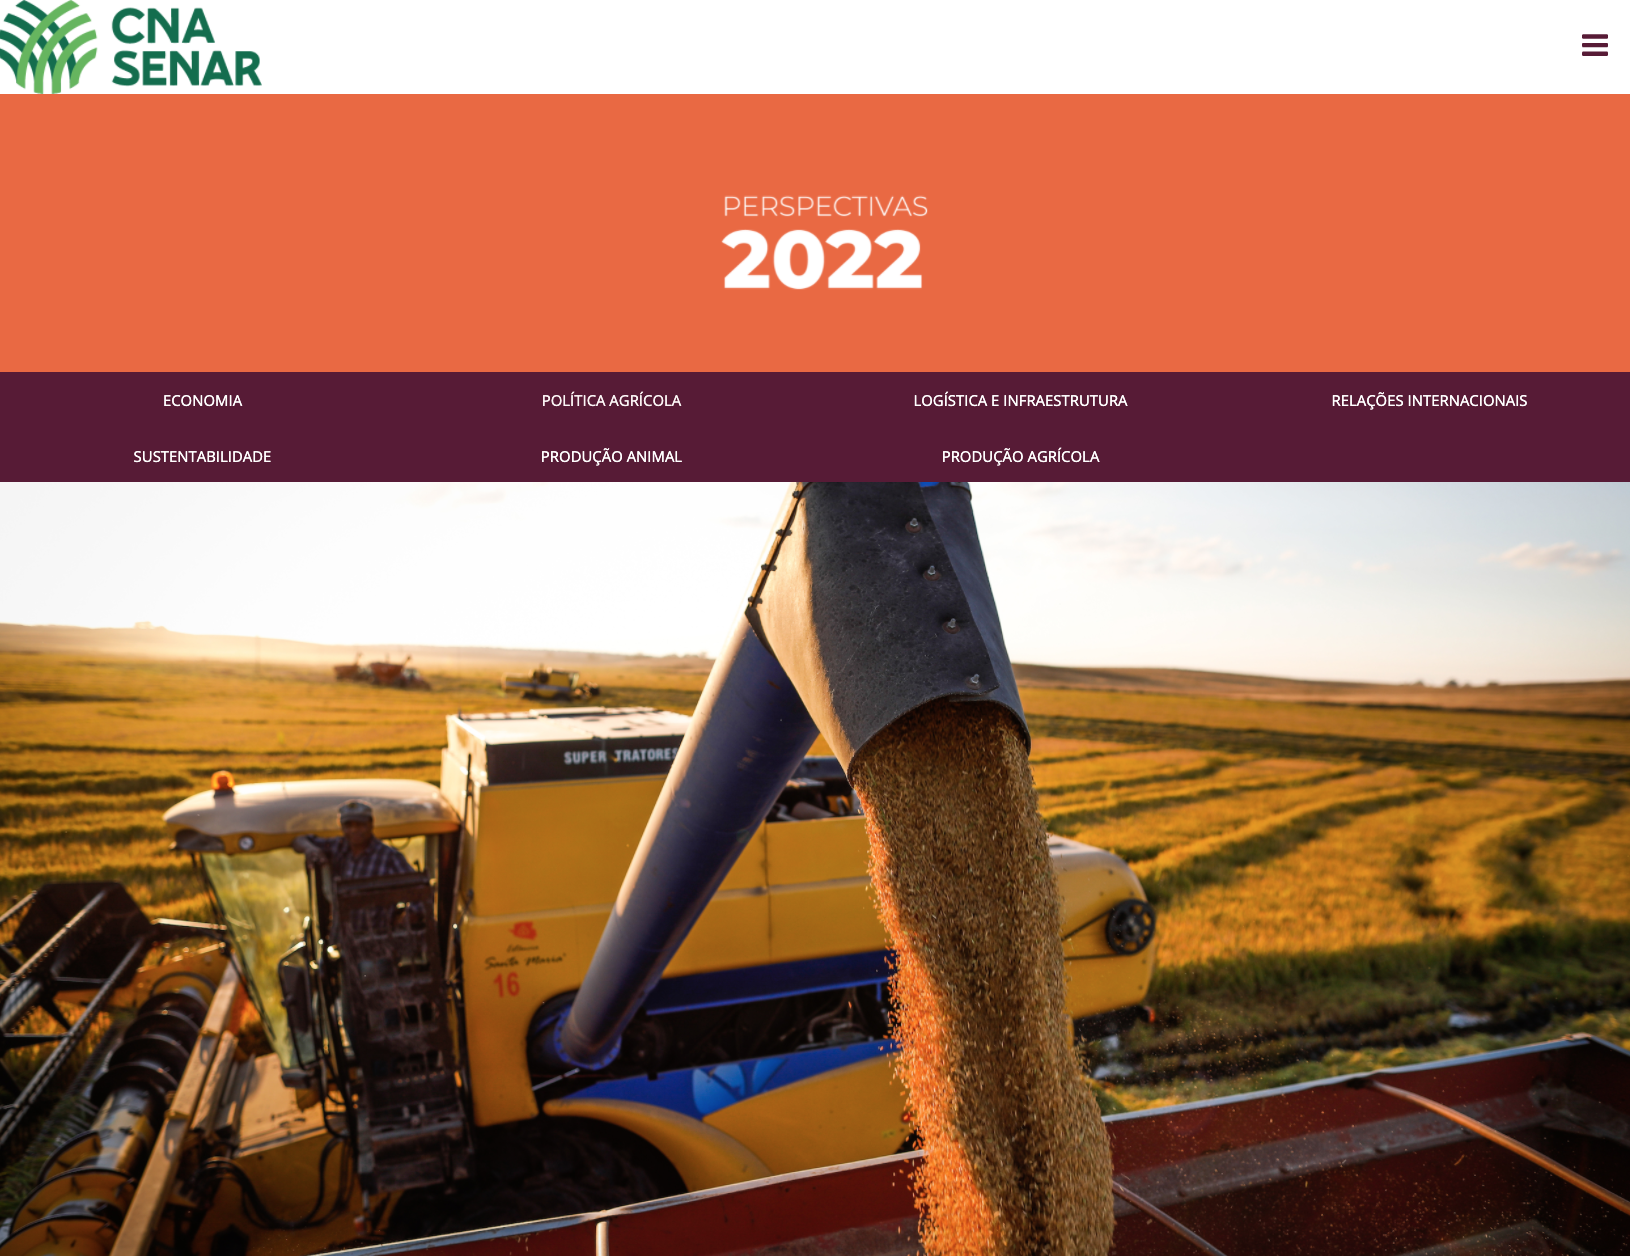 CNA
SENAR
PERSPECTIVAS
2022
ECONOMIA
POLÍTICA AGRÍCOLA
LOGÍSTICA E INFRAESTRUTURA
RELAÇÕES INTERNACIONAIS
SUSTENTABILIDADE
PRODUÇÃO ANIMAL
PRODUÇÃO AGRÍCOLA
SUPER TRATORES
Santa Maria
16